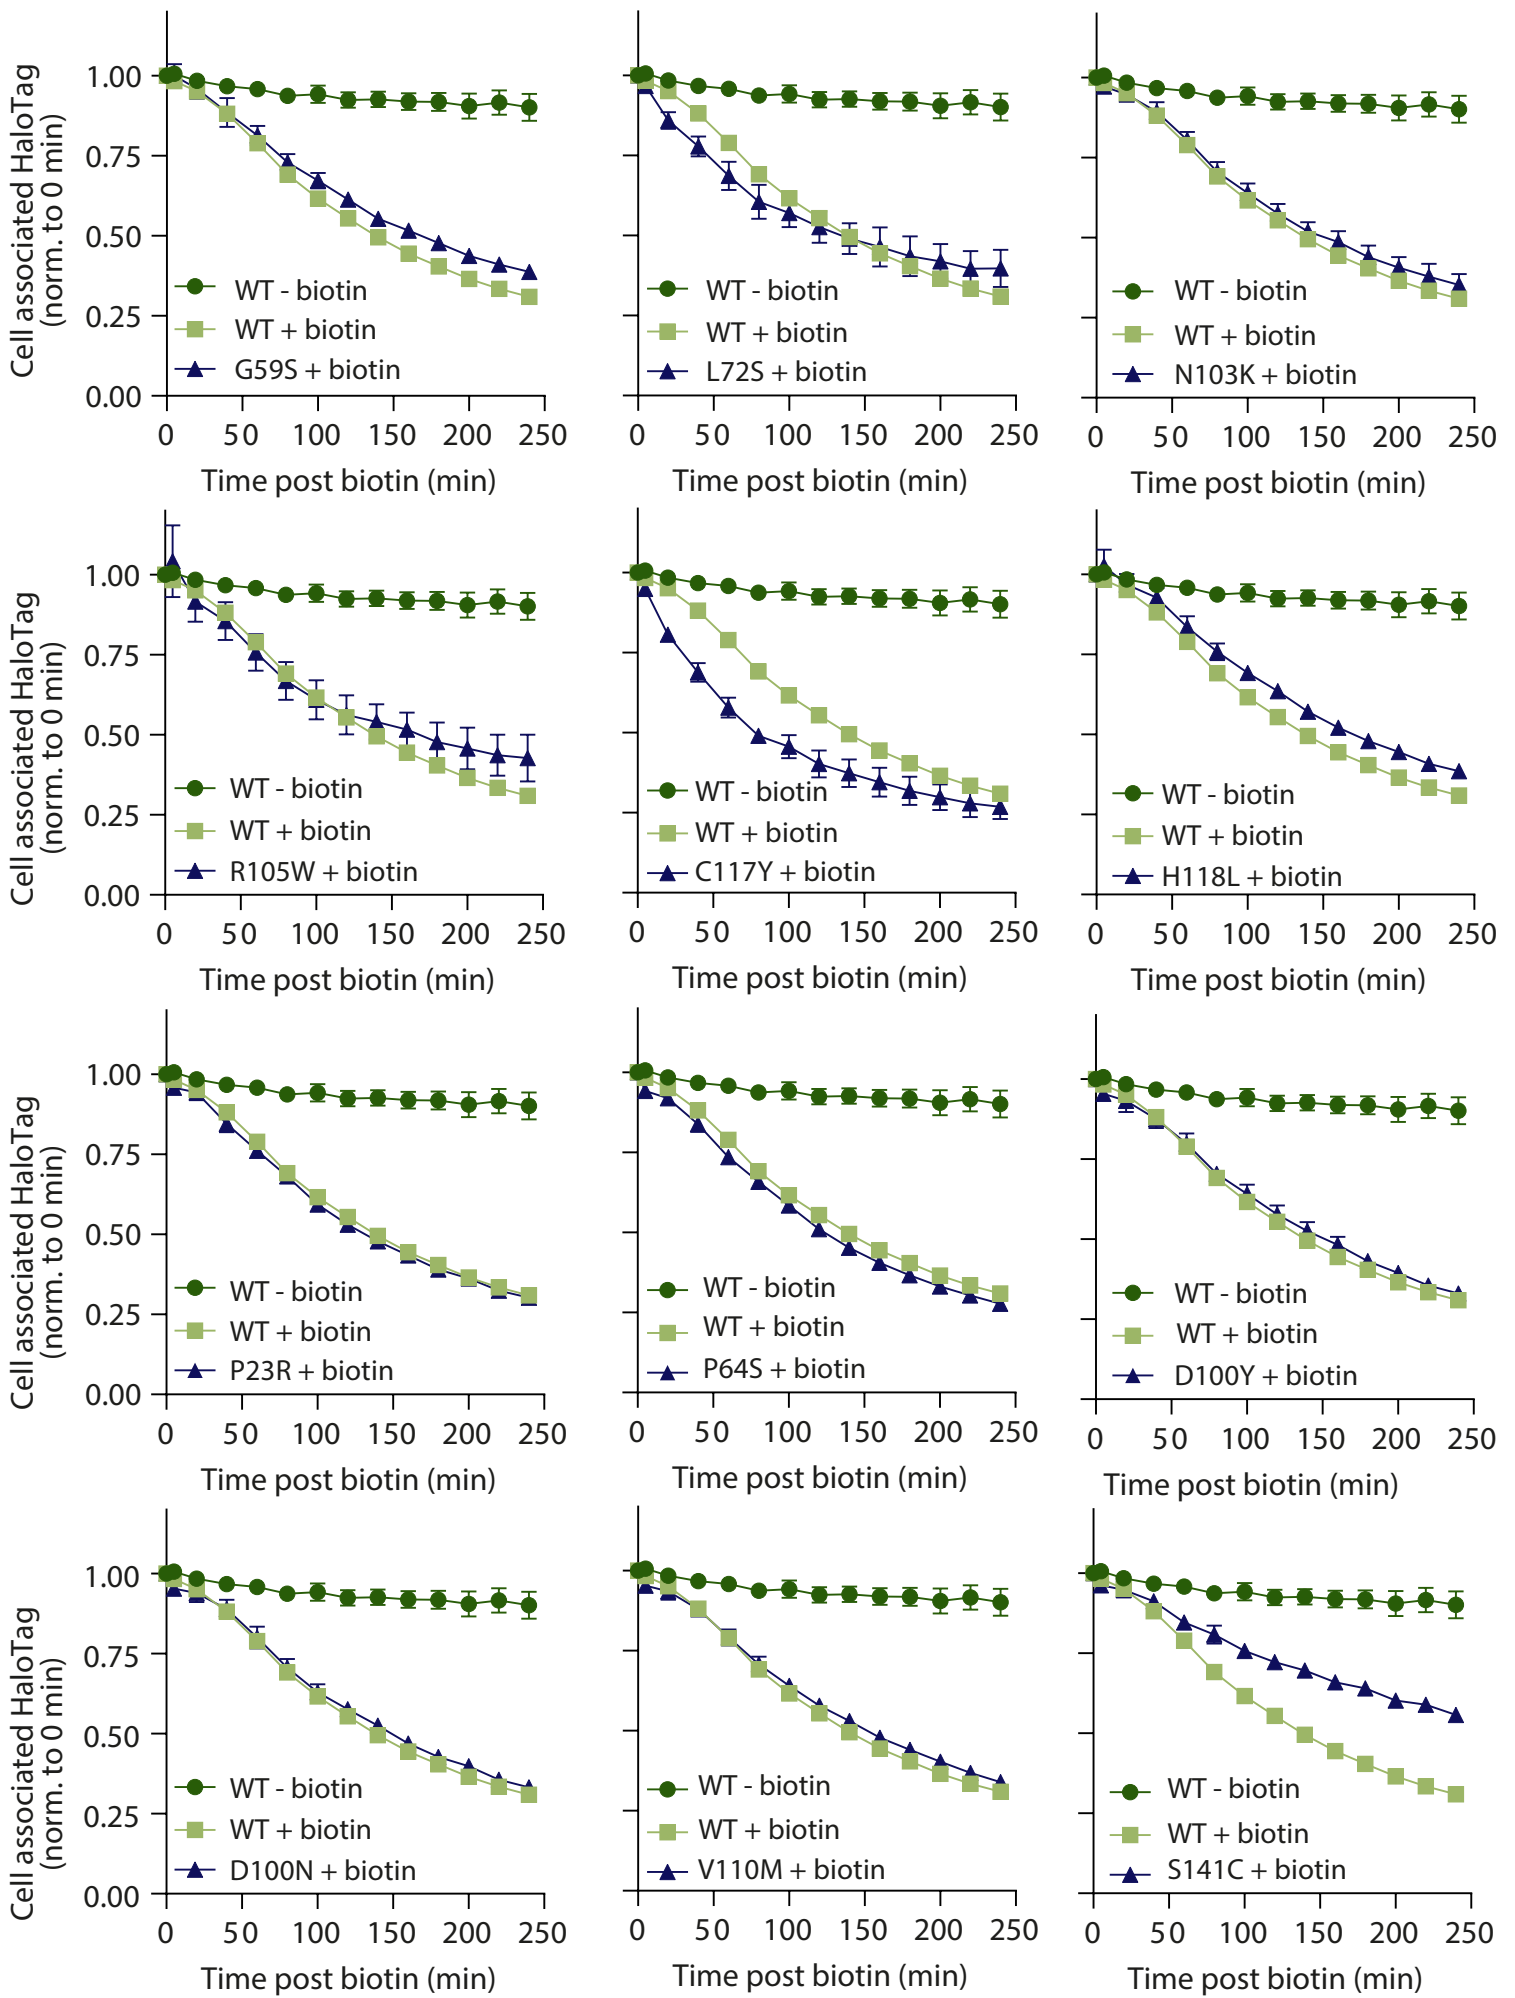 Cell associated HaloTag
(norm. to 0 min)
1.00
0.75
0.50
0.25
0.00
WT - biotin
WT + biotin
G59S + biotin
0 50 100 150 200 250
Time post biotin (min)
WT - biotin
WT + biotin
L72S + biotin
0 50 100 150 200 250
Time post biotin (min)
WT - biotin
WT + biotin
N103K + biotin
0 50 100 150 200 250
Time post biotin (min)
Cell associated HaloTag
(norm. to 0 min)
1.00
0.75
0.50
0.25
0.00
WT - biotin
WT + biotin
R105W + biotin
0 50 100 150 200 250
Time post biotin (min)
WT - biotin
WT + biotin
C117Y + biotin
0 50 100 150 200 250
Time post biotin (min)
WT - biotin
WT + biotin
H118L + biotin
0 50 100 150 200 250
Time post biotin (min)
Cell associated HaloTag
(norm. to 0 min)
1.00
0.75
0.50
0.25
0.00
WT - biotin
WT + biotin
P23R + biotin
0 50 100 150 200 250
Time post biotin (min)
WT - biotin
WT + biotin
P64S + biotin
0 50 100 150 200 250
Time post biotin (min)
WT - biotin
WT + biotin
D100Y + biotin
0 50 100 150 200 250
Time post biotin (min)
Cell associated HaloTag
(norm. to 0 min)
1.00
0.75
0.50
0.25
0.00
WT - biotin
WT + biotin
D100N + biotin
0 50 100 150 200 250
Time post biotin (min)
WT - biotin
WT + biotin
V110M + biotin
0 50 100 150 200 250
Time post biotin (min)
WT - biotin
WT + biotin
S141C + biotin
0 50 100 150 200 250
Time post biotin (min)